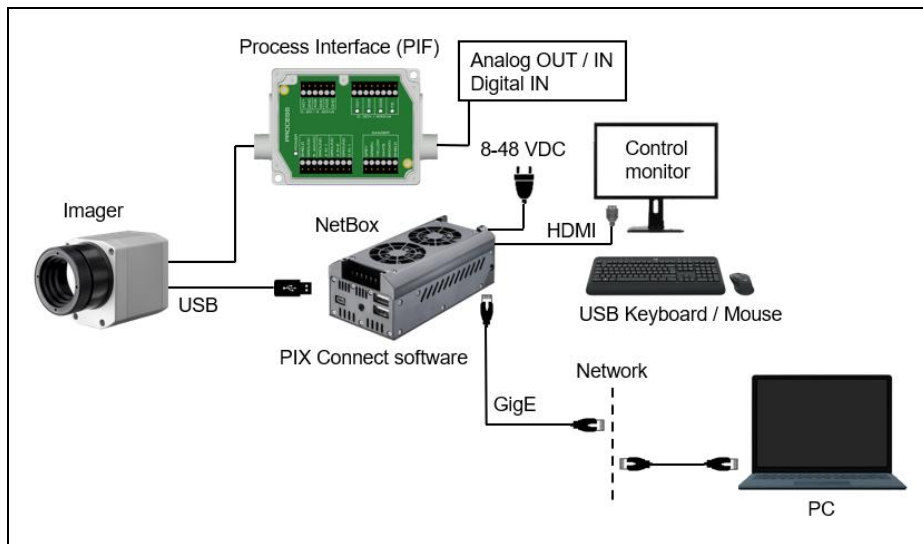 Process Interface (PIF)
Analog OUT / IN
Digital IN
PROCESS
8-48 VDC
Control
monitor
Imager
NetBox
HDMI
USB
USB Keyboard / Mouse
PIX Connect software
Network
GigE
PC